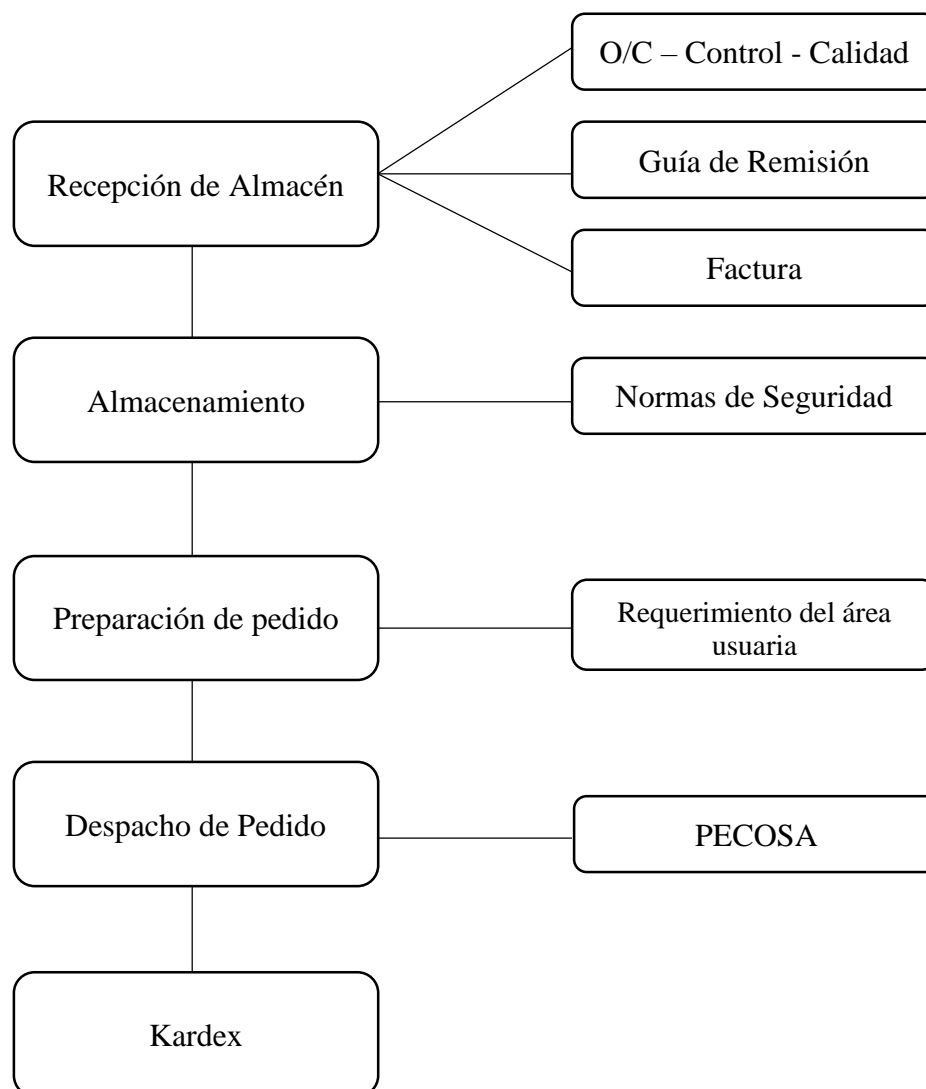 O/C – Control - Calidad
Recepción de Almacén
Guía de Remisión
Factura
Almacenamiento
Normas de Seguridad
Preparación de pedido
Requerimiento del área
usuaria
Despacho de Pedido
PECOSA
Kardex